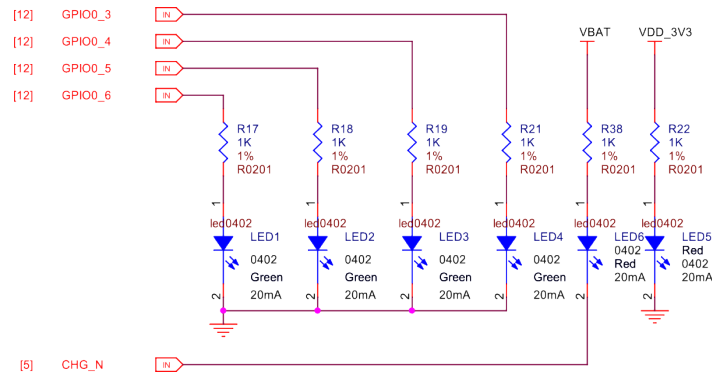 [12] GPIO0_3 IN
[12] GPIO0_4 IN
[12] GPIO0_5 IN
[12] GPIO0_6 IN
VBAT VDD_3V3
R17 R18 R19 R21 R38 R22
1K 1K 1K 1K 1K 1K
1% 1% 1% 1% 1% 1%
R0201 R0201 R0201 R0201 R0201 R0201
1 1 1 1 1 1
led0402 led0402 led0402 led0402 led0402 led0402
LED1 LED2 LED3 LED4 LED6 LED5
0402 0402 0402 0402 0402 Red
Green Green Green Green Red 0402
20mA 20mA 20mA 20mA 20mA 20mA
2 2 2 2 2 2
[5] CHG_N IN